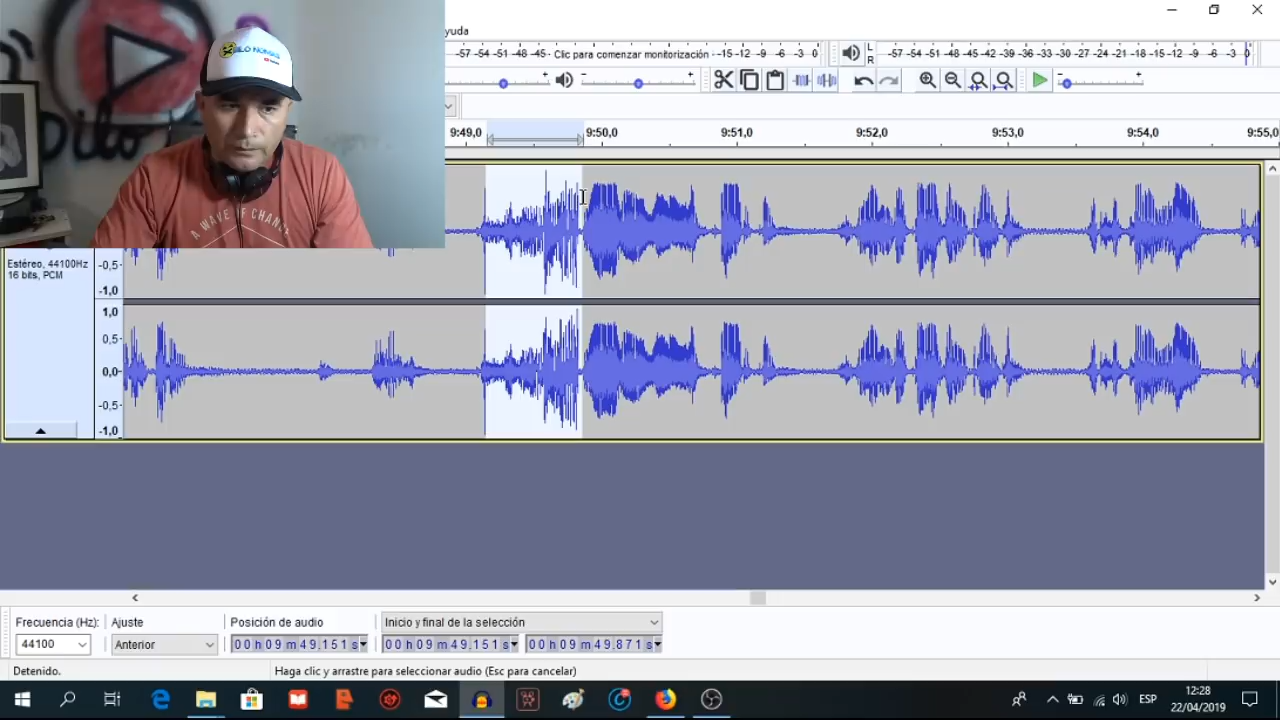 yuda
-57 -54 -51 -48 -45 - Clic para comenzar monitorización -15 -12 -9 -6 -3 0
L
R
-57 -54 -51 -48 -45 -42 -39 -36 -33 -30 -27 -24 -21 -18 -15 -12 -9 -6 -3 0
9:49,0 9:50,0 9:51,0 9:52,0 9:53,0 9:54,0 9:55,0
A WAVE OF CHANGE
Estéreo, 44100Hz
16 bits, PCM
-0,5-
-1,0
1,0
0,5-
0,0-
-0,5-
-1,0
Frecuencia (Hz):
Ajuste
Posición de audio
Inicio y final de la selección
44100
Anterior
00 h 09 m 49.151 s
00 h 09 m 49.151 s
00 h 09 m 49.871 s
Detenido.
Haga clic y arrastre para seleccionar audio (Esc para cancelar)
ESP
12:28
22/04/2019